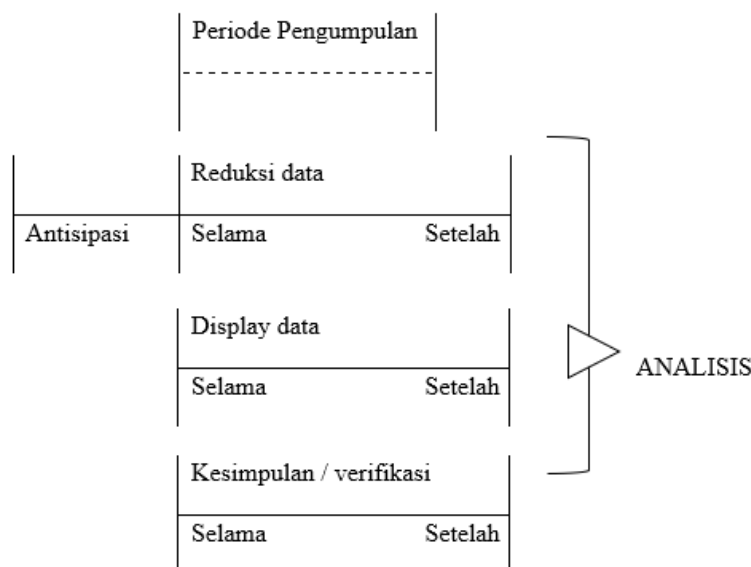 Periode Pengumpulan
Reduksi data
Antisipasi Selama Setelah
Display data
Selama Setelah
ANALISIS
Kesimpulan / verifikasi
Selama Setelah